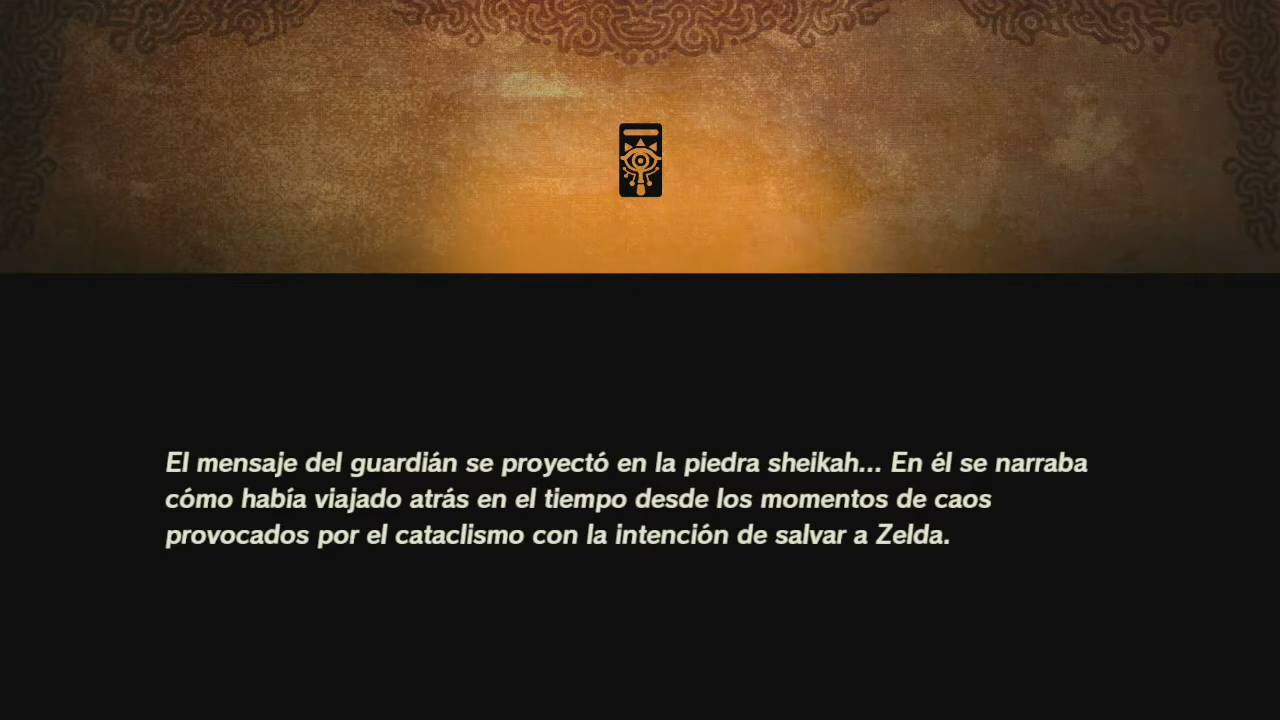 El mensaje del guardián se proyectó en la piedra sheikah... En él se narraba
cómo había viajado atrás en el tiempo desde los momentos de caos
provocados por el cataclismo con la intención de salvar a Zelda.